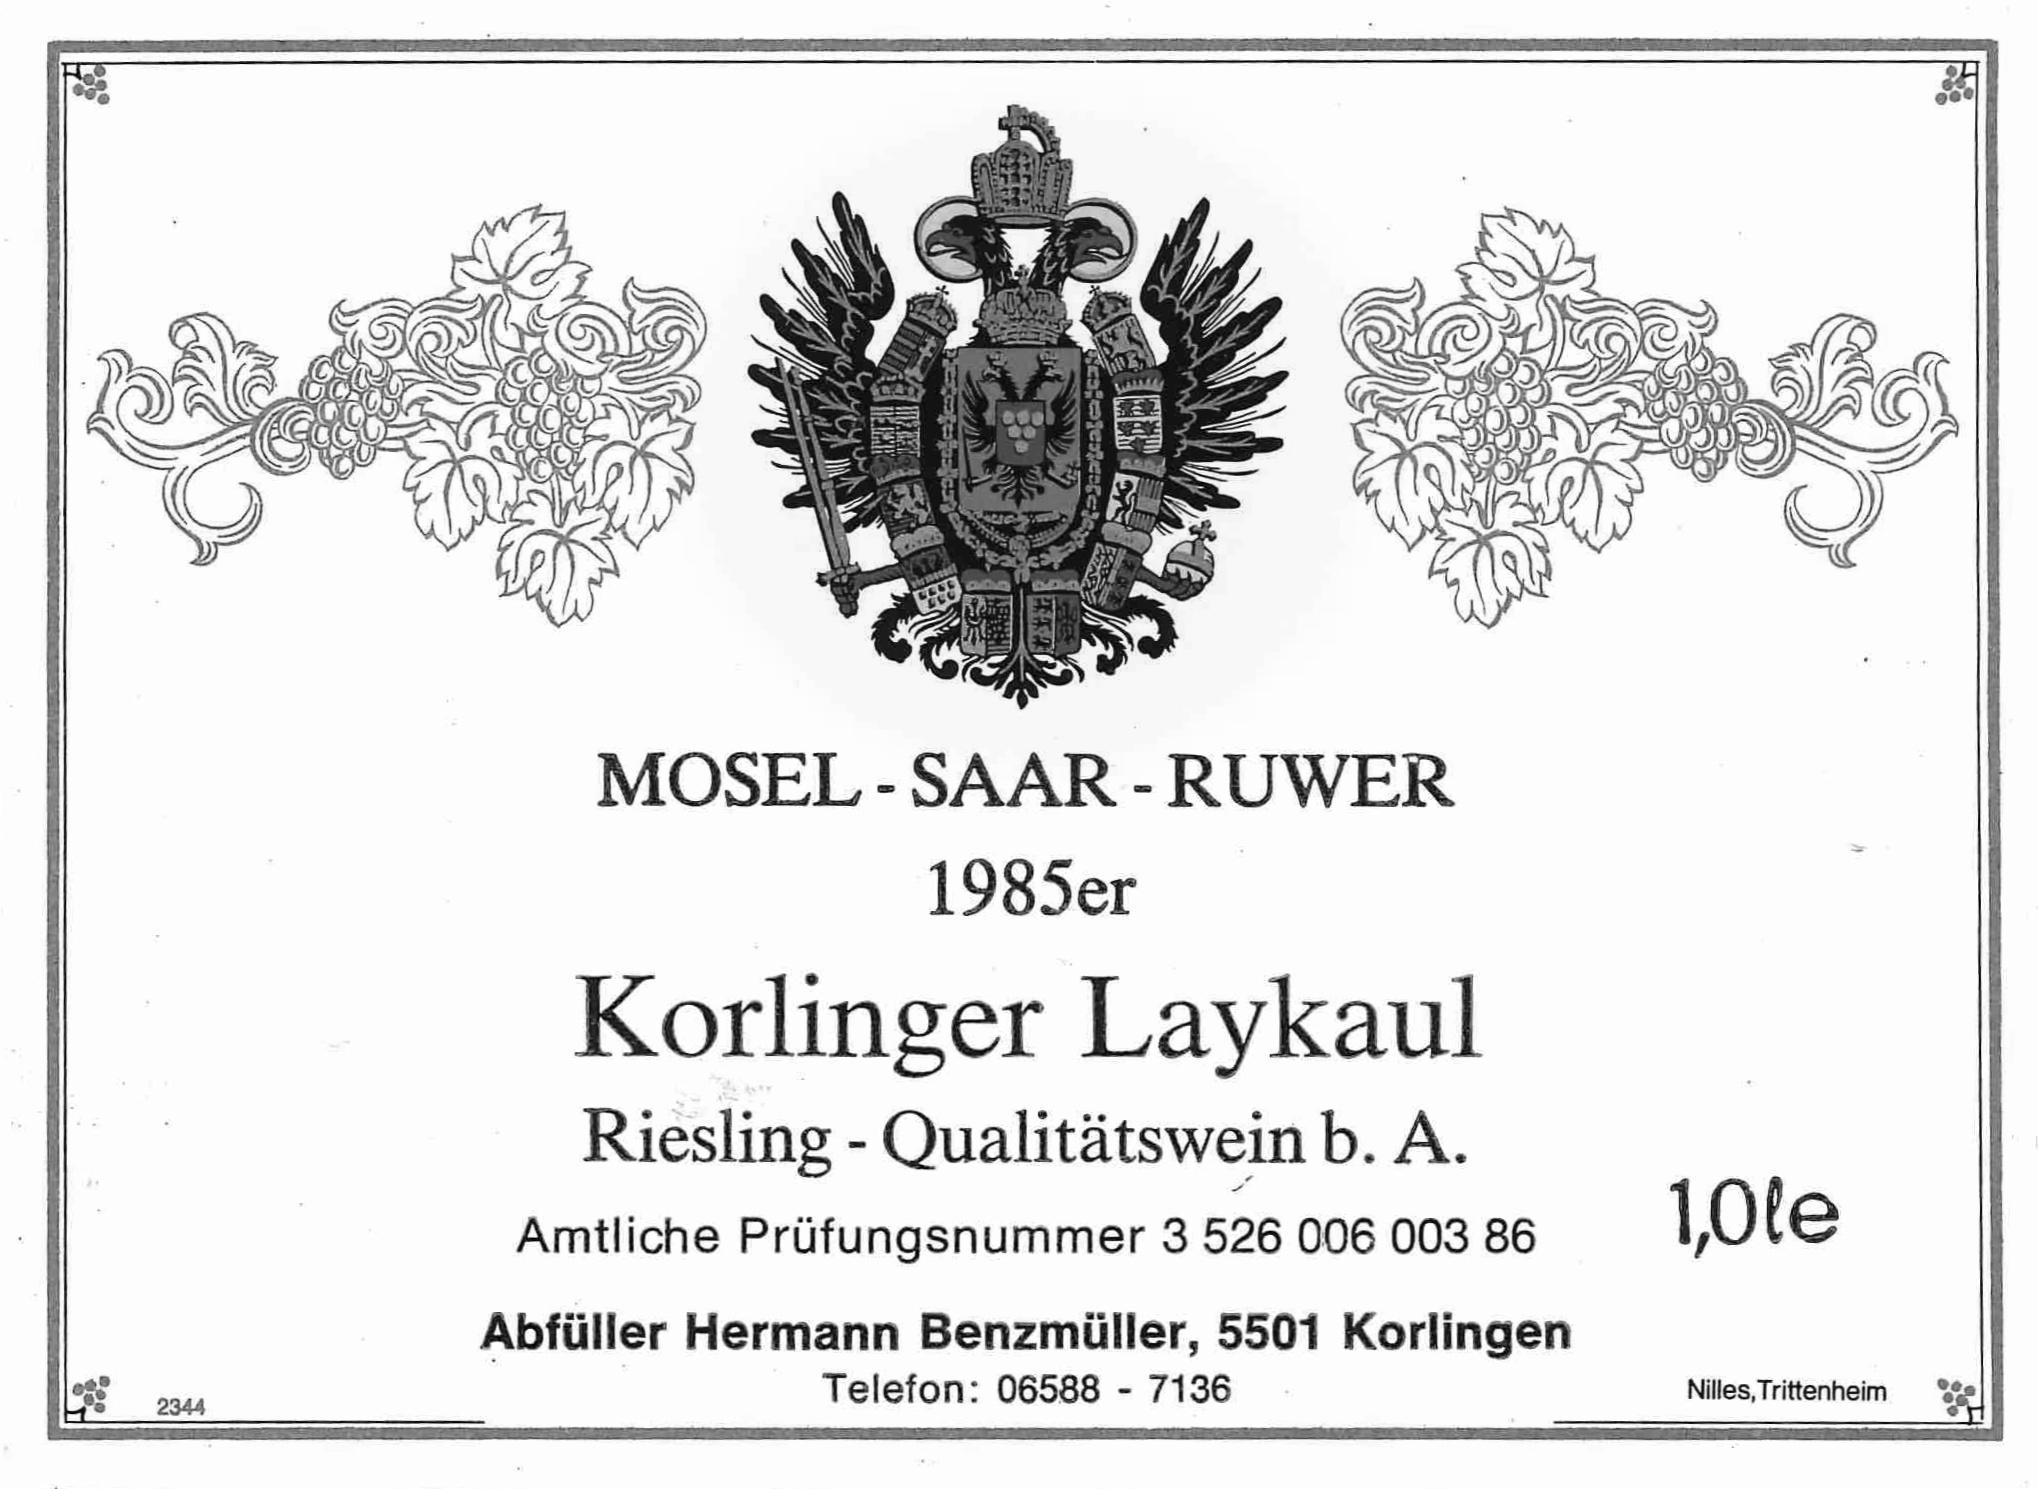 MOSEL - SAAR - RUWER
1985er
Korlinger Laykaul
Riesling - Qualitätswein b. A.
1,0 l e
Amtliche Prüfungsnummer 3 526 006 003 86
Abfüller Hermann Benzmüller, 5501 Korlingen
Telefon: 06588 - 7136
2344
Nilles, Trittenheim